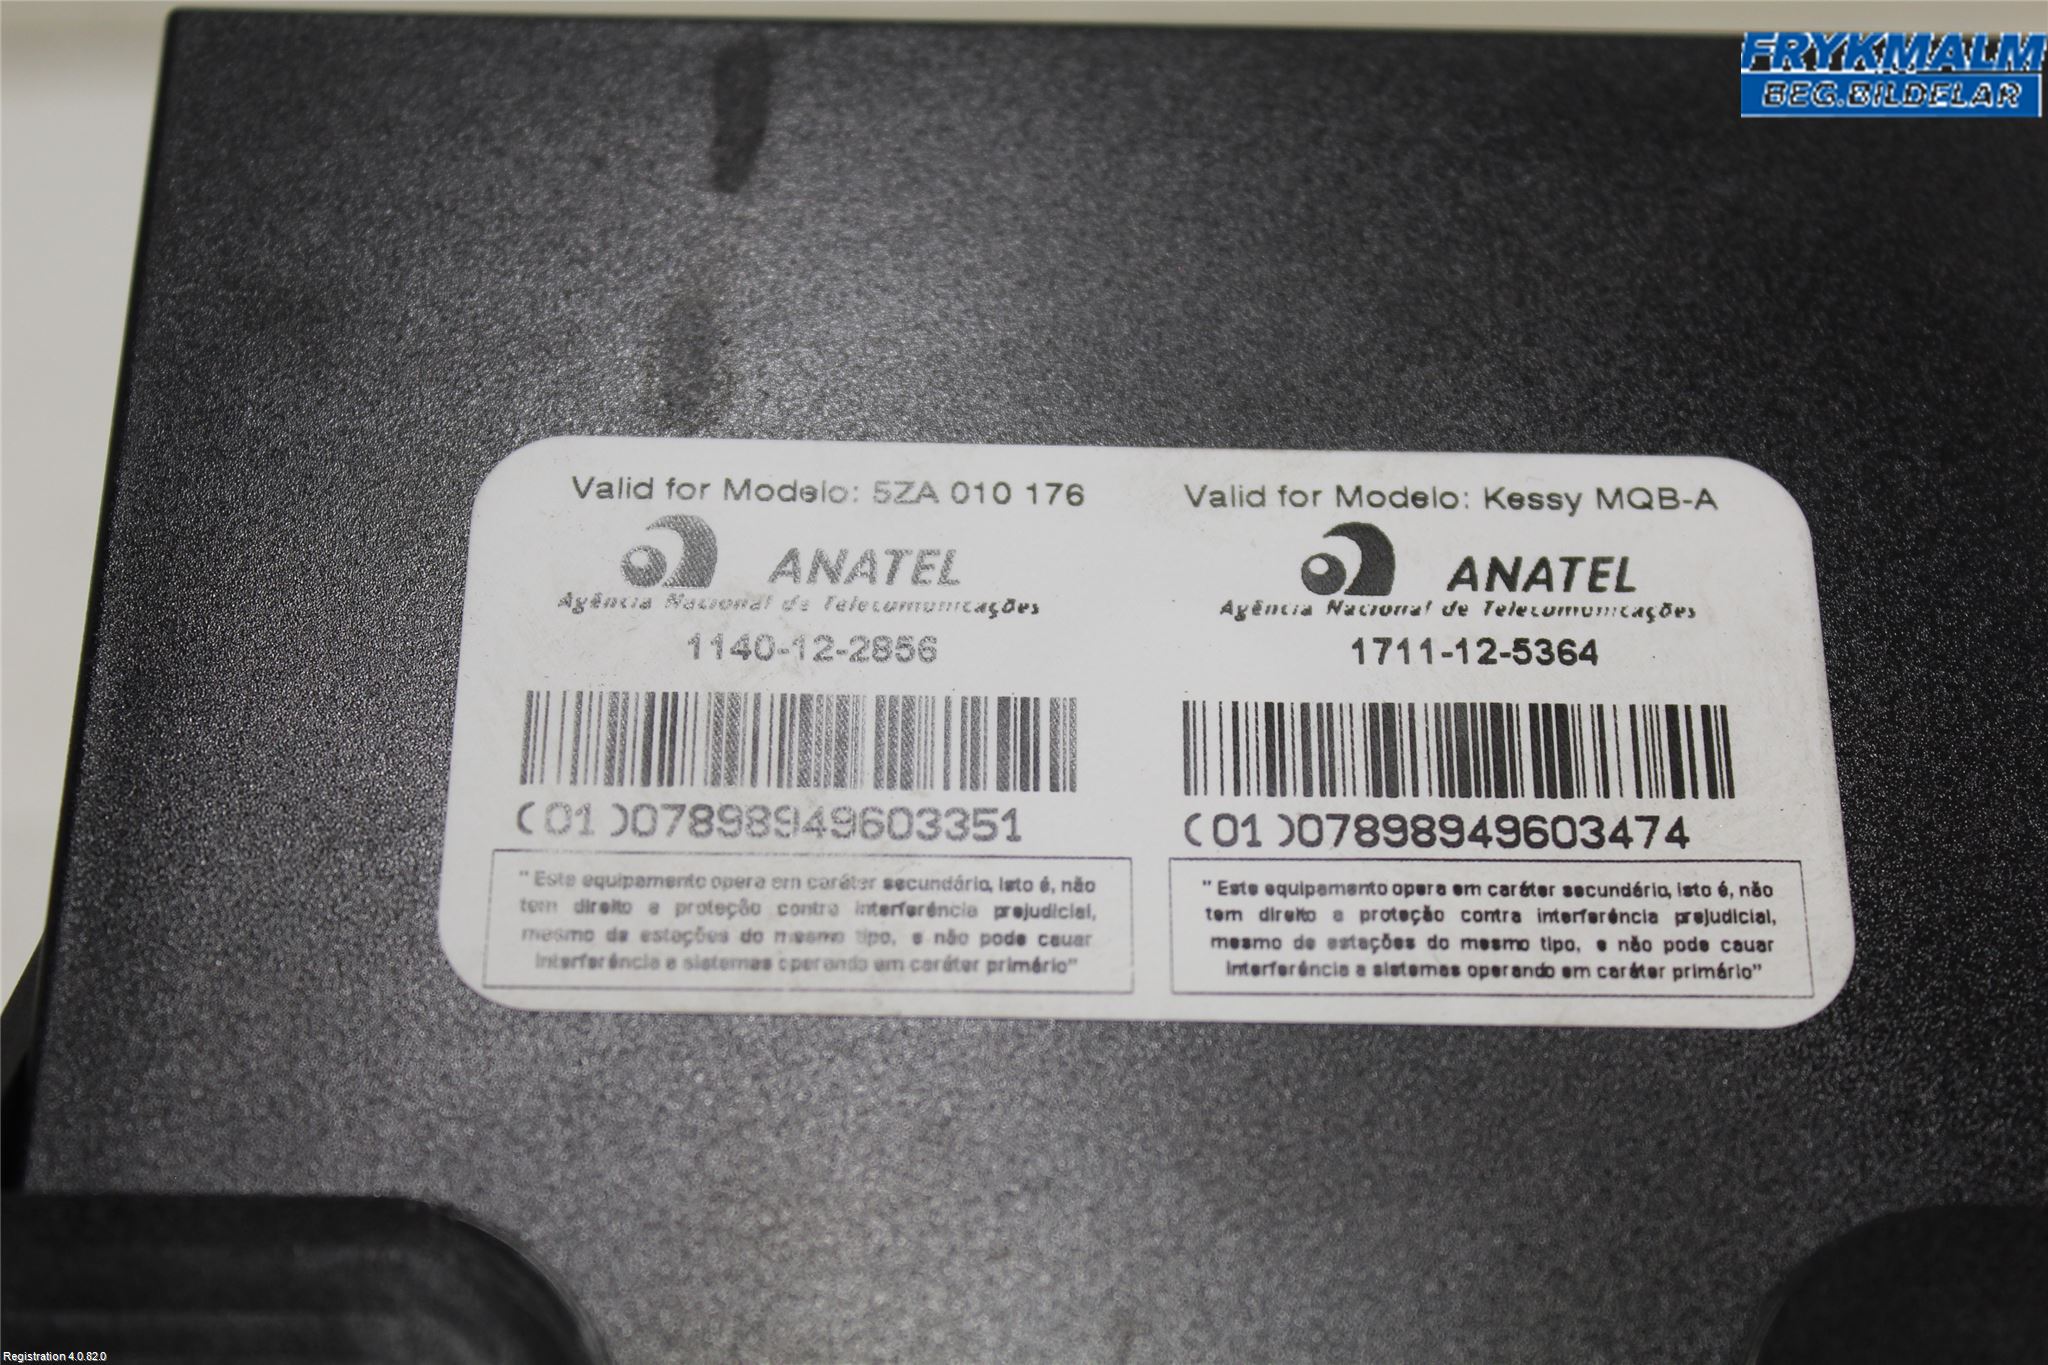 FRYKMALM
BEG.BILDELAR
Valid for Modelo: 5ZA 010 176
ANATEL
Agência Nacional de Telecomunicações
1140-12-2856
(01)07898949603351
"Este equipamento opera em caráter secundário, isto é, não
tem direito a proteção contra interferência prejudicial,
mesmo de estações do mesmo tipo, e não pode causar
interferência a sistemas operando em caráter primário"
Valid for Modelo: Kessy MQB-A
ANATEL
Agência Nacional de Telecomunicações
1711-12-5364
(01)07898949603474
"Este equipamento opera em caráter secundário, isto é, não
tem direito a proteção contra interferência prejudicial,
mesmo de estações do mesmo tipo, e não pode cauar
interferência a sistemas operando em caráter primário"
Registration 4.0.82.0